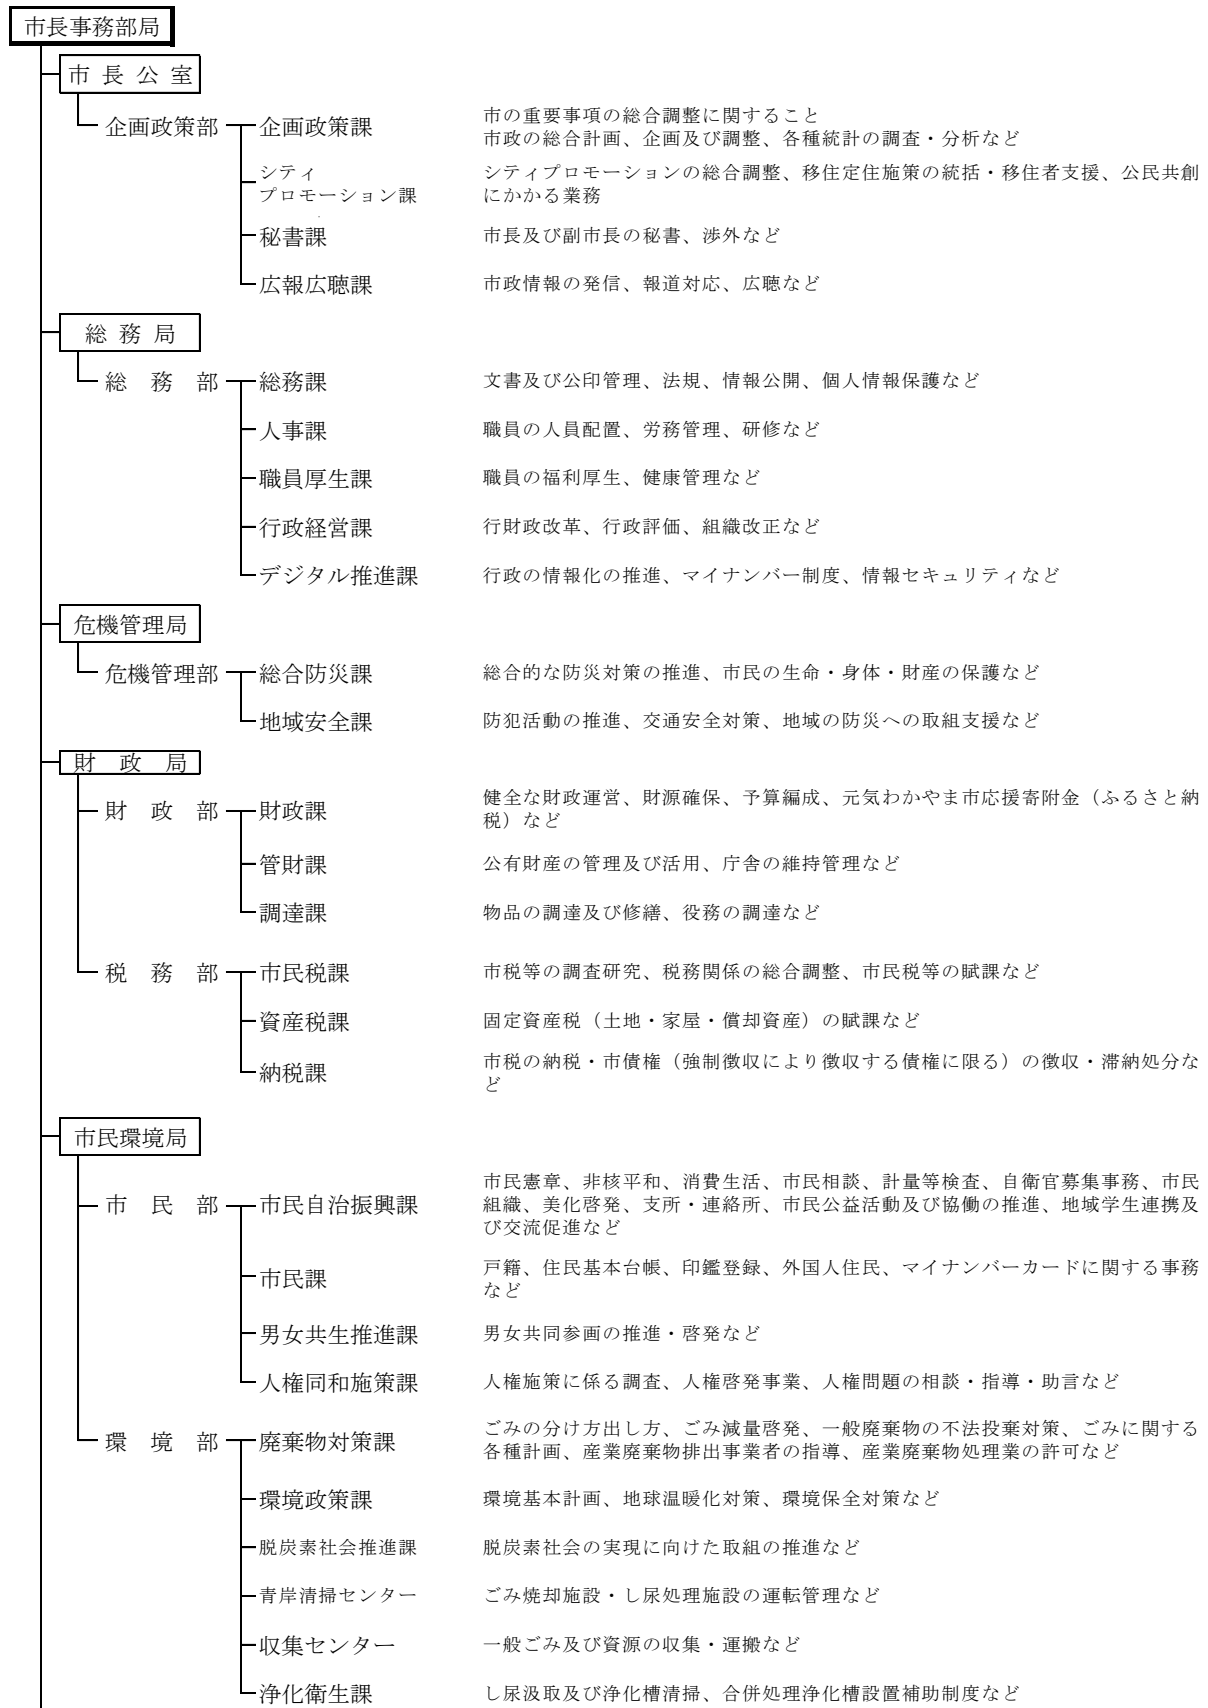 市長事務部局
市長公室
企画政策部
企画政策課
市の重要事項の総合調整に関すること
市政の総合計画、企画及び調整、各種統計の調査・分析など
シティ
プロモーション課
シティプロモーションの総合調整、移住定住施策の統括・移住者支援、公民共創
にかかる業務
秘書課
市長及び副市長の秘書、渉外など
広報広聴課
市政情報の発信、報道対応、広聴など
総務局
総務部
総務課
文書及び公印管理、法規、情報公開、個人情報保護など
人事課
職員の人員配置、労務管理、研修など
職員厚生課
職員の福利厚生、健康管理など
行政経営課
行財政改革、行政評価、組織改正など
デジタル推進課
行政の情報化の推進、マイナンバー制度、情報セキュリティなど
危機管理局
危機管理部
総合防災課
総合的な防災対策の推進、市民の生命・身体・財産の保護など
地域安全課
防犯活動の推進、交通安全対策、地域の防災への取組支援など
財政局
財政部
財政課
健全な財政運営、財源確保、予算編成、元気わかやま市応援寄附金（ふるさと納
税）など
管財課
公有財産の管理及び活用、庁舎の維持管理など
調達課
物品の調達及び修繕、役務の調達など
税務部
市民税課
市税等の調査研究、税務関係の総合調整、市民税等の賦課など
資産税課
固定資産税（土地・家屋・償却資産）の賦課など
納税課
市税の納税・市債権（強制徴収により徴収する債権に限る）の徴収・滞納処分な
ど
市民環境局
市民部
市民自治振興課
市民憲章、非核平和、消費生活、市民相談、計量等検査、自衛官募集事務、市民
組織、美化啓発、支所・連絡所、市民公益活動及び協働の推進、地域学生連携及
び交流促進など
市民課
戸籍、住民基本台帳、印鑑登録、外国人住民、マイナンバーカードに関する事務
など
男女共生推進課
男女共同参画の推進・啓発など
人権同和施策課
人権施策に係る調査、人権啓発事業、人権問題の相談・指導・助言など
環境部
廃棄物対策課
ごみの分け方出し方、ごみ減量啓発、一般廃棄物の不法投棄対策、ごみに関する
各種計画、産業廃棄物排出事業者の指導、産業廃棄物処理業の許可など
環境政策課
環境基本計画、地球温暖化対策、環境保全対策など
脱炭素社会推進課
脱炭素社会の実現に向けた取組の推進など
青岸清掃センター
ごみ焼却施設・し尿処理施設の運転管理など
収集センター
一般ごみ及び資源の収集・運搬など
浄化衛生課
し尿汲取及び浄化槽清掃、合併処理浄化槽設置補助制度など